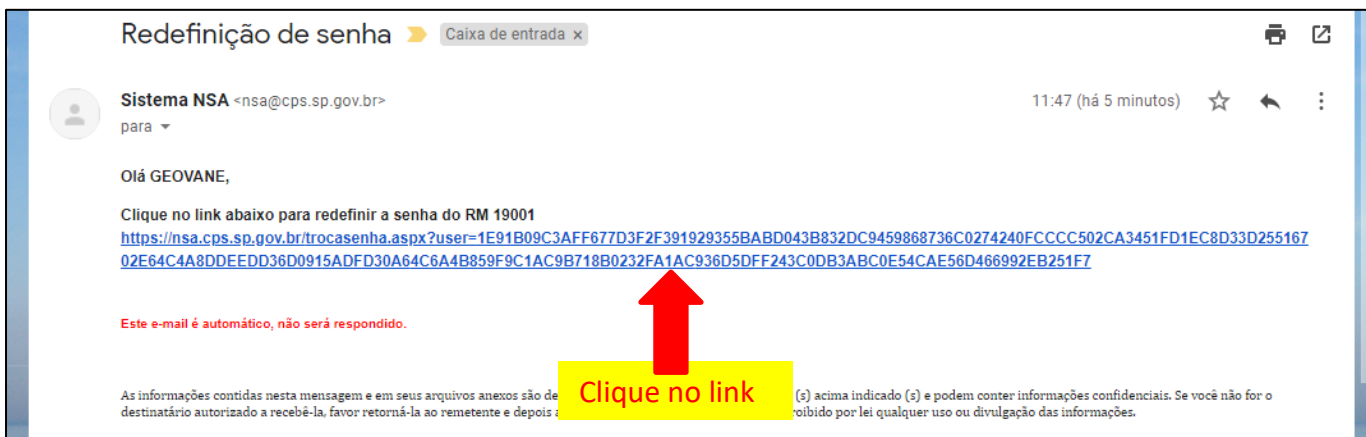 Redefinição de senha Caixa de entrada x
Sistema NSA <nsa@cps.sp.gov.br> 11:47 (há 5 minutos)
para
Olá GEOVANE,
Clique no link abaixo para redefinir a senha do RM 19001
https://nsa.cps.sp.gov.br/trocasenha.aspx?user=1E91B09C3AFF677D3F2F391929355BABD043B832DC9459868736C0274240FCCCC502CA3451FD1EC8D33D255167
02E64C4A8DDEEDD36D0915ADFD30A64C6A4B859F9C1AC9B718B0232FA1AC936D5DFF243C0DB3ABC0E54CAE56D466992EB251F7
Este e-mail é automático, não será respondido.
Clique no link
As informações contidas nesta mensagem e em seus arquivos anexos são de (s) acima indicado (s) e podem conter informações confidenciais. Se você não for o
destinatário autorizado a recebê-la, favor retorná-la ao remetente e depois por lei qualquer uso ou divulgação das informações.